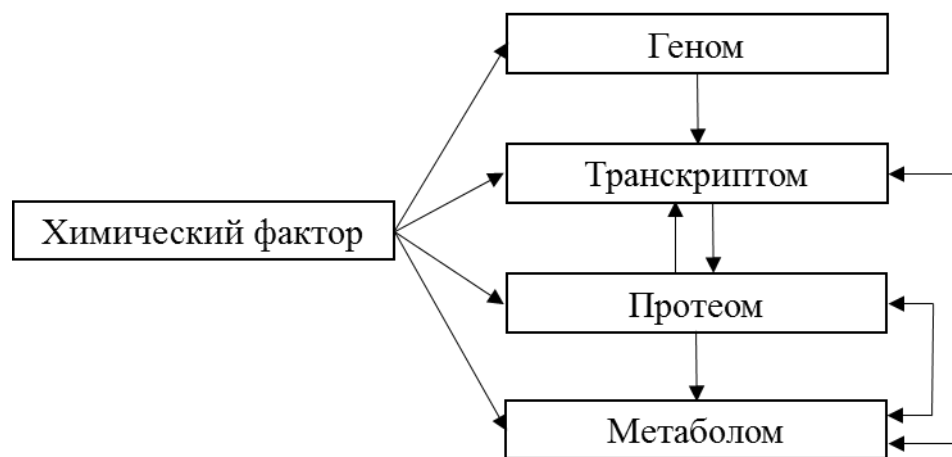 Геном
Транскриптом
Химический фактор
Протеом
Метаболом